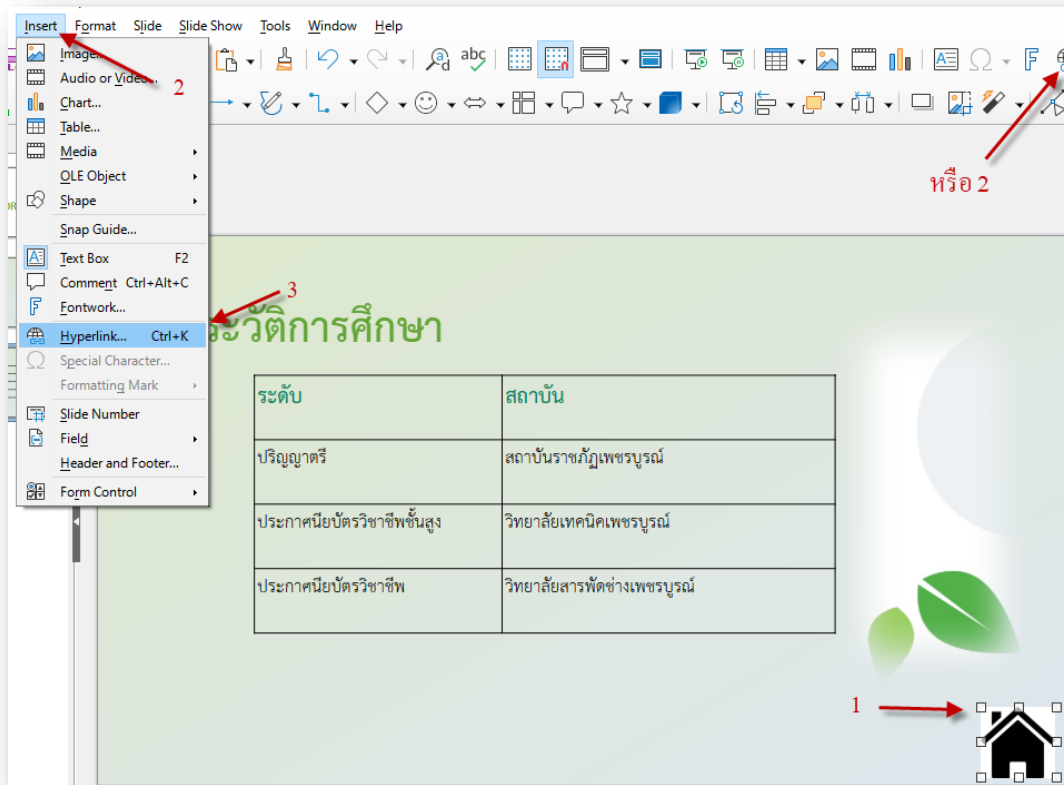 Insert Format Slide Slide Show Tools Window Help
Image...
Audio or Video...
2
Chart...
Table...
Media
OLE Object
Shape
Snap Guide...
Text Box F2
Comment Ctrl+Alt+C
Fontwork...
Hyperlink... Ctrl+K
Special Character...
Formatting Mark
Slide Number
Field
Header and Footer...
Form Control
abc
หรือ 2
3
ระวัติการศึกษา
ระดับ สถาบัน
ปริญญาตรี สถาบันราชภัฏเพชรบูรณ์
ประกาศนียบัตรวิชาชีพชั้นสูง วิทยาลัยเทคนิคเพชรบูรณ์
ประกาศนียบัตรวิชาชีพ วิทยาลัยสารพัดช่างเพชรบูรณ์
1